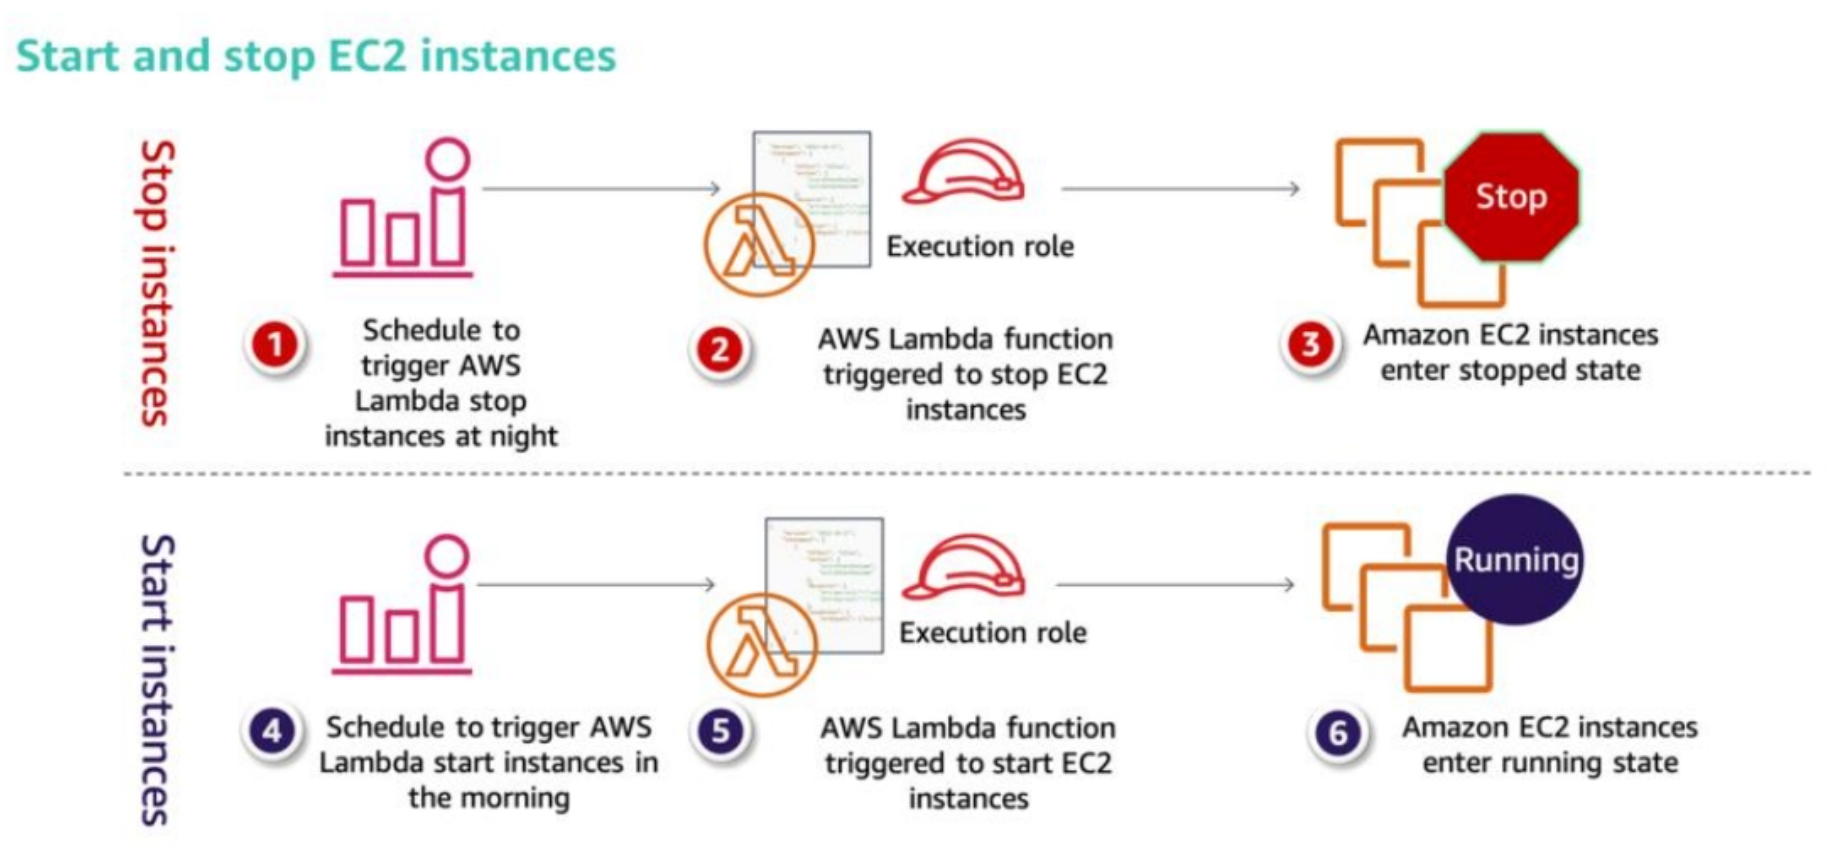 Start and stop EC2 instances
Stop instances
Execution role
Stop
1
Schedule to
trigger AWS
Lambda stop
instances at night
2
AWS Lambda function
triggered to stop EC2
instances
3
Amazon EC2 instances
enter stopped state
Start instances
Execution role
Running
4
Schedule to trigger AWS
Lambda start instances in
the morning
5
AWS Lambda function
triggered to start EC2
instances
6
Amazon EC2 instances
enter running state